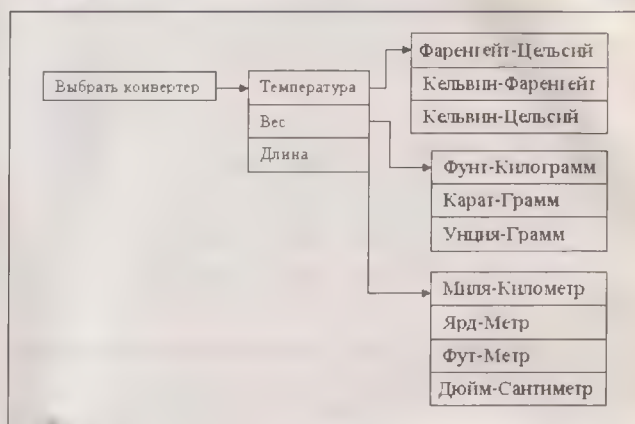 Выбрать конвертер
Температура
Вес
Длина
Фаренгейт-Цельсий
Кельвин-Фаренгейт
Кельвин-Цельсий
Фунт-Килограмм
Карат-Грамм
Унция-Грамм
Миля-Километр
Ярд-Метр
Фут-Метр
Дюйм-Сантиметр